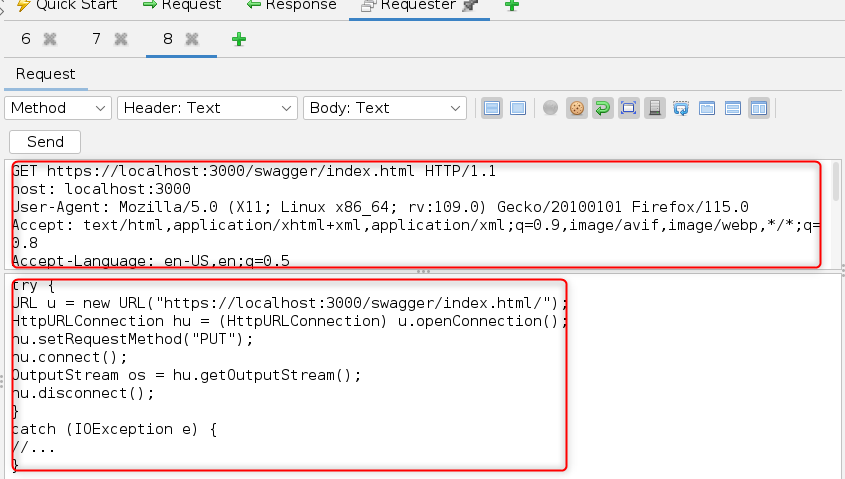 Quick Start Request Response Requester
6 7 8
Request
Method Header: Text Body: Text
Send
GET https://localhost:3000/swagger/index.html HTTP/1.1
host: localhost:3000
User-Agent: Mozilla/5.0 (X11; Linux x86_64; rv:109.0) Gecko/20100101 Firefox/115.0
Accept: text/html,application/xhtml+xml,application/xml;q=0.9,image/avif,image/webp,*/*;q=
0.8
Accept-Language: en-US,en;q=0.5
try {
URL u = new URL("https://localhost:3000/swagger/index.html/");
HttpURLConnection hu = (HttpURLConnection) u.openConnection();
hu.setRequestMethod("PUT");
hu.connect();
OutputStream os = hu.getOutputStream();
hu.disconnect();
}
catch (IOException e) {
//...
}